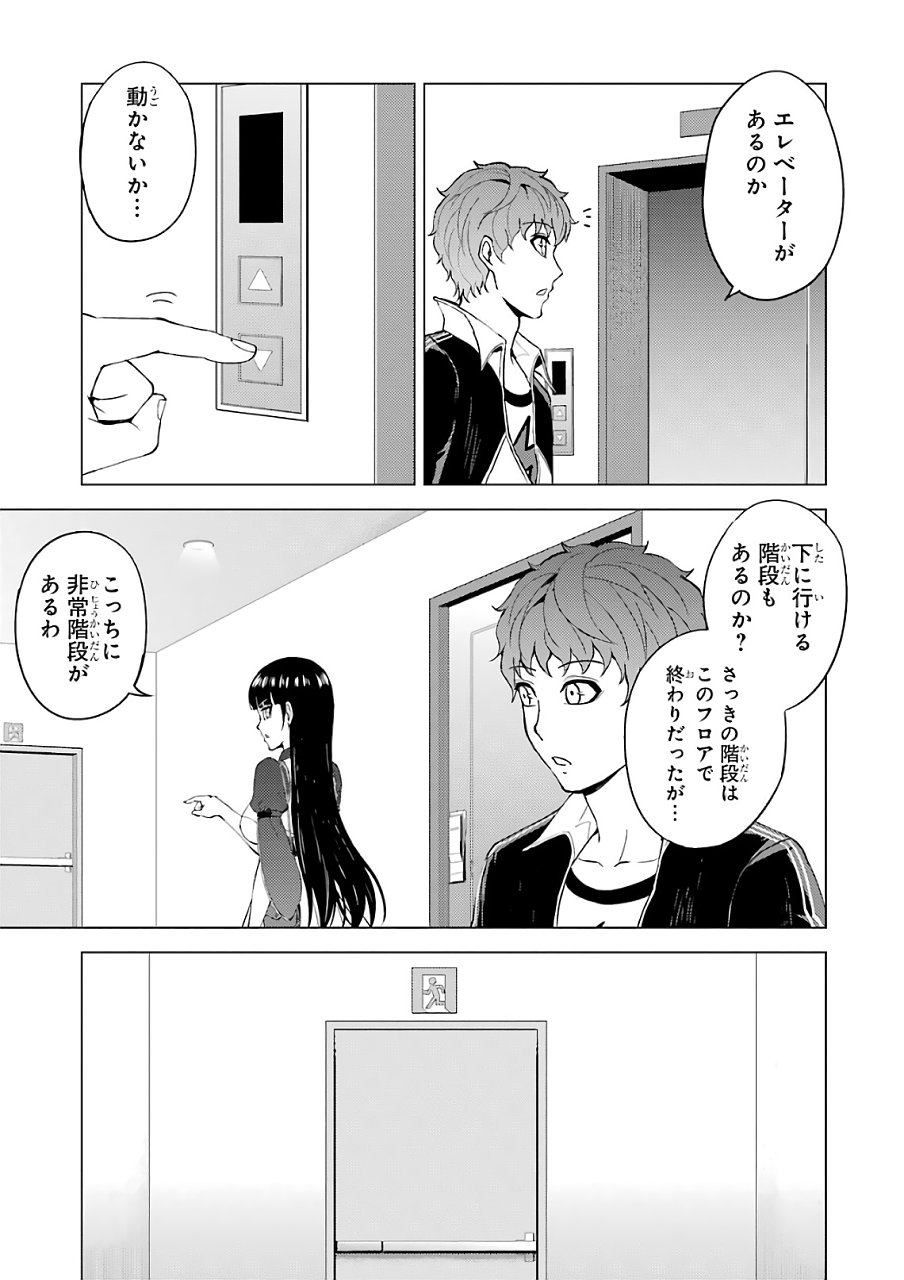 エレベーターが
あるのか
動かないか…
下に行ける
階段も
あるのか?
さっきの階段は
このフロアで
終わりだったが…
こっちに
非常階段が
あるわ